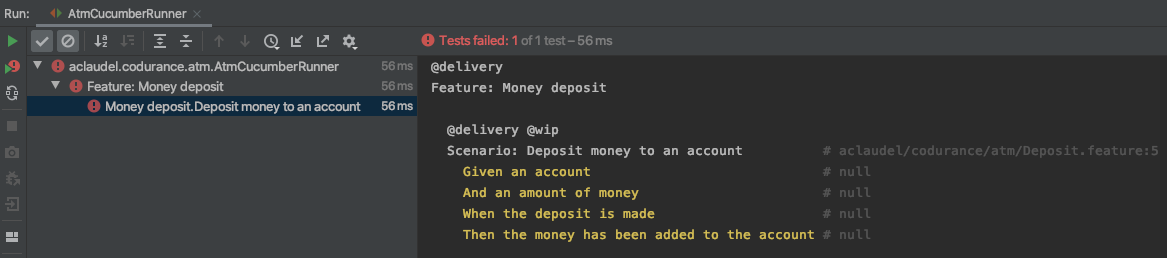 Run: AtmCucumberRunner
Tests failed: 1 of 1 test – 56 ms
aclaudel.codurance.atm.AtmCucumberRunner 56 ms
Feature: Money deposit 56 ms
Money deposit.Deposit money to an account 56 ms
@delivery
Feature: Money deposit
@delivery @wip
Scenario: Deposit money to an account # aclaudel/codurance/atm/Deposit.feature:5
Given an account # null
And an amount of money # null
When the deposit is made # null
Then the money has been added to the account # null